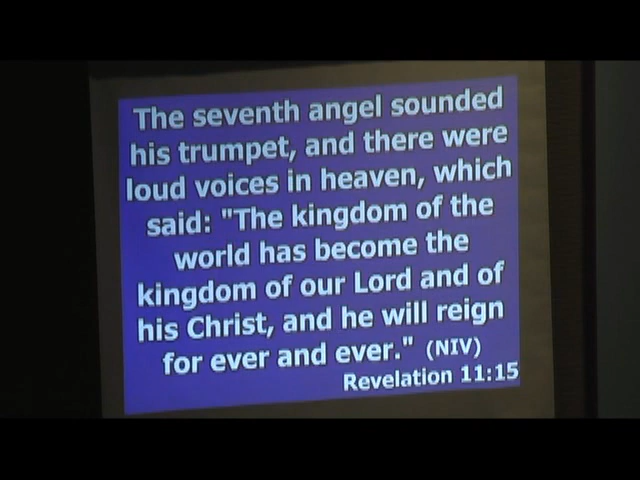 The seventh angel sounded
his trumpet, and there were
loud voices in heaven, which
said: "The kingdom of the
world has become the
kingdom of our Lord and of
his Christ, and he will reign
for ever and ever." (NIV)
Revelation 11:15